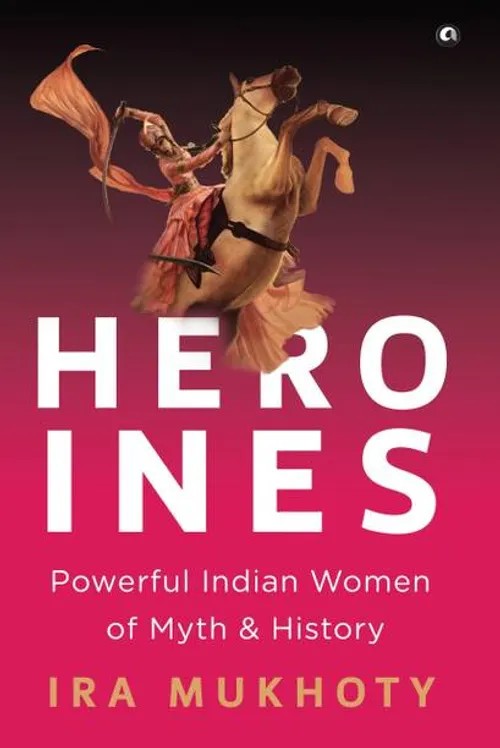 HERO
INES
Powerful Indian Women
of Myth & History
IRA MUKHOTY